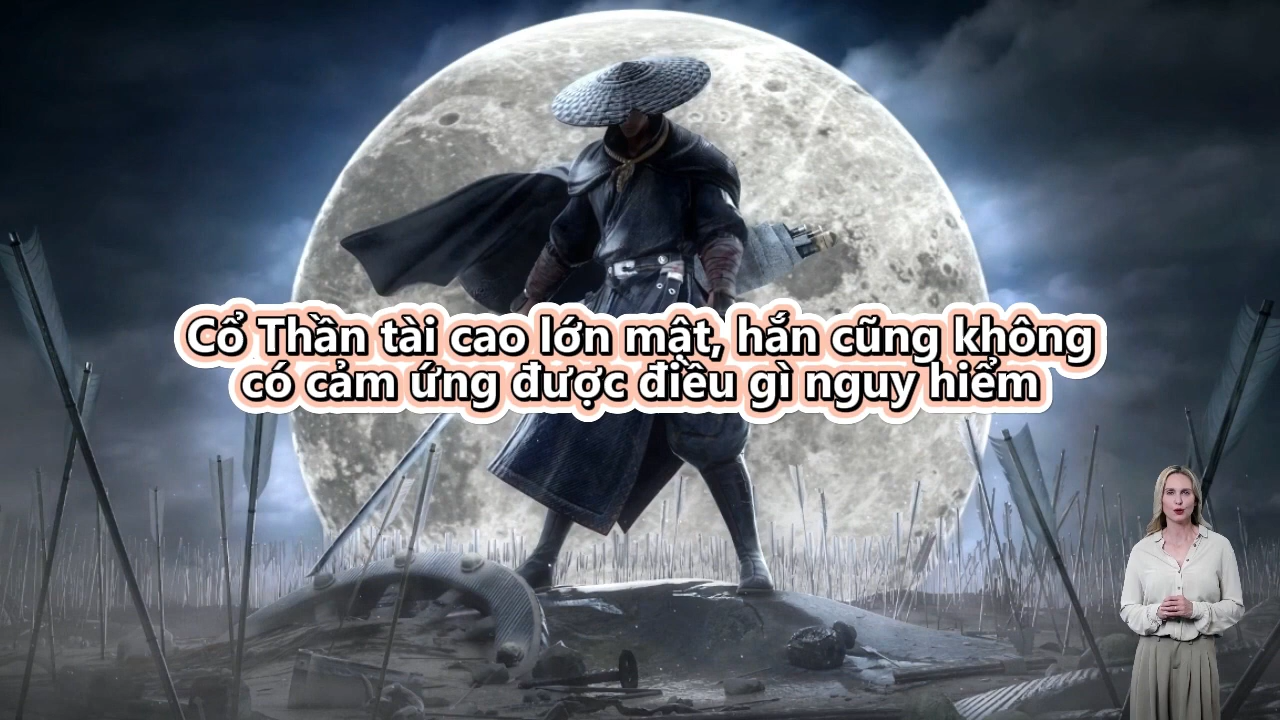 Cổ Thần tài cao lớn mật, hắn cũng không
có cảm ứng được điều gì nguy hiểm